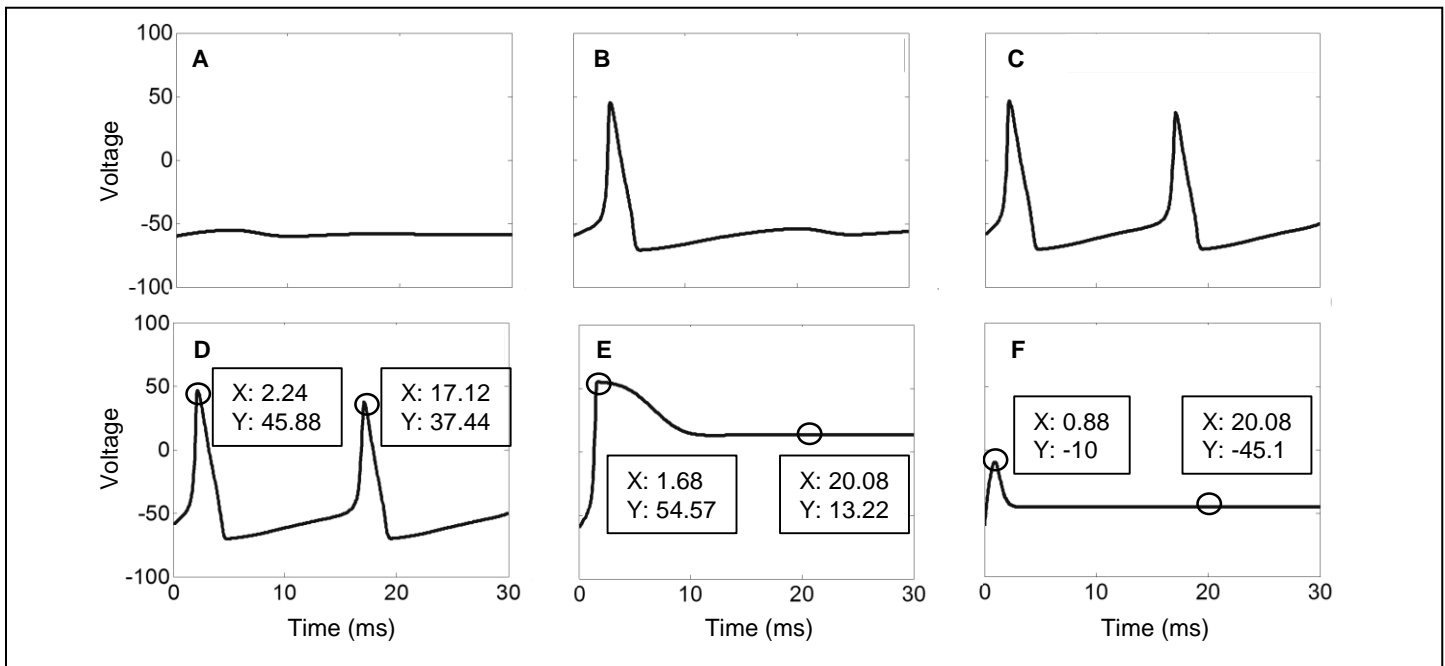 100
50
0
-50
-100
Voltage
A
B
C
100
50
0
-50
-100
Voltage
D
X: 2.24
Y: 45.88
X: 17.12
Y: 37.44
0
10
20
30
Time (ms)
E
X: 1.68
Y: 54.57
X: 20.08
Y: 13.22
0
10
20
30
Time (ms)
F
X: 0.88
Y: -10
X: 20.08
Y: -45.1
0
10
20
30
Time (ms)